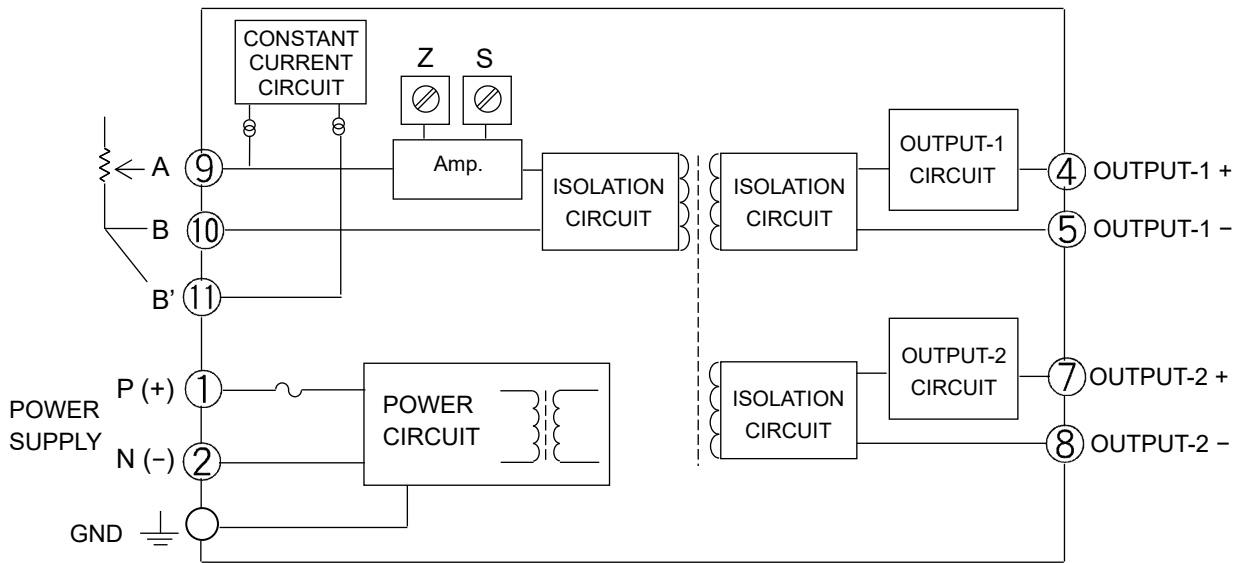 CONSTANT
CURRENT
CIRCUIT
Z S
A 9
Amp.
ISOLATION
CIRCUIT
ISOLATION
CIRCUIT
OUTPUT-1
CIRCUIT
4 OUTPUT-1 +
B 10
5 OUTPUT-1 −
B’ 11
P (+) 1
POWER
SUPPLY
N (−) 2
POWER
CIRCUIT
ISOLATION
CIRCUIT
OUTPUT-2
CIRCUIT
7 OUTPUT-2 +
8 OUTPUT-2 −
GND